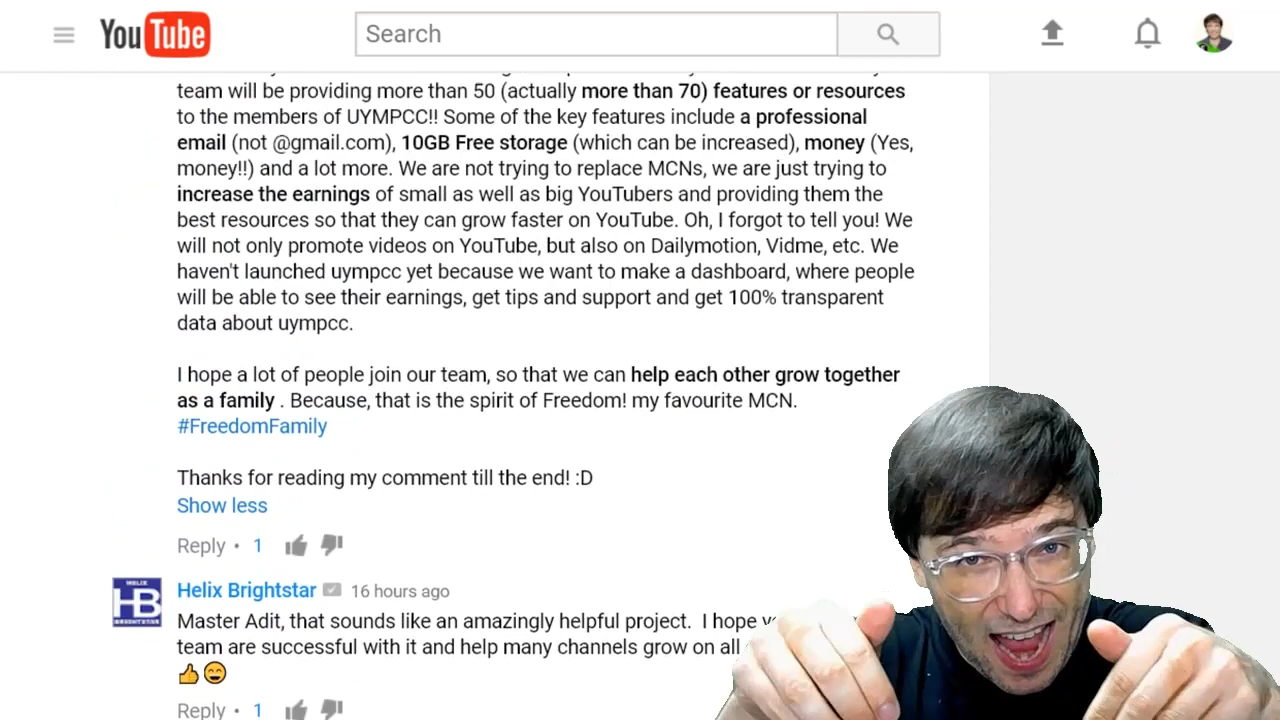 YouTube
Search
team will be providing more than 50 (actually more than 70) features or resources
to the members of UYMPCC!! Some of the key features include a professional
email (not @gmail.com), 10GB Free storage (which can be increased), money (Yes,
money!!) and a lot more. We are not trying to replace MCNs, we are just trying to
increase the earnings of small as well as big YouTubers and providing them the
best resources so that they can grow faster on YouTube. Oh, I forgot to tell you! We
will not only promote videos on YouTube, but also on Dailymotion, Vidme, etc. We
haven't launched uympcc yet because we want to make a dashboard, where people
will be able to see their earnings, get tips and support and get 100% transparent
data about uympcc.
I hope a lot of people join our team, so that we can help each other grow together
as a family . Because, that is the spirit of Freedom! my favourite MCN.
#FreedomFamily
Thanks for reading my comment till the end! :D
Show less
Reply • 1
HELIX
HB
BRIGHTSTAR
Helix Brightstar 16 hours ago
Master Adit, that sounds like an amazingly helpful project. I hope
team are successful with it and help many channels grow on all
👍😄
Reply • 1